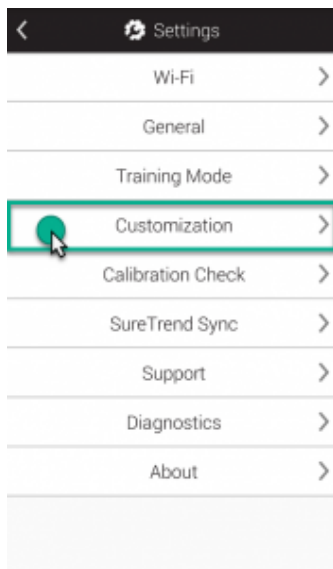 Settings
Wi-Fi
General
Training Mode
Customization
Calibration Check
SureTrend Sync
Support
Diagnostics
About